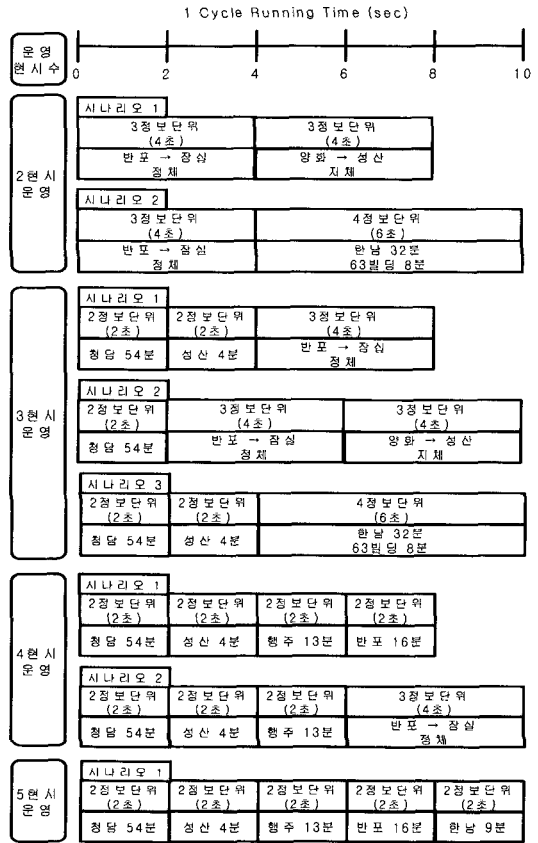 1 Cycle Running Time (sec)
운영
현시수
0 2 4 6 8 10
2현시
운영
시나리오 1
3정보단위 3정보단위
(4초) (4초)
반포 → 잠실 양화 → 성산
정체 지체
시나리오 2
3정보단위 4정보단위
(4초) (6초)
반포 → 잠실 한남 32분
정체 63빌딩 8분
3현시
운영
시나리오 1
2정보단위 2정보단위 3정보단위
(2초) (2초) (4초)
청담 54분 성산 4분 반포 → 잠실
정체
시나리오 2
2정보단위 3정보단위 3정보단위
(2초) (4초) (4초)
청담 54분 반포 → 잠실 양화 → 성산
정체 지체
시나리오 3
2정보단위 2정보단위 4정보단위
(2초) (2초) (6초)
청담 54분 성산 4분 한남 32분
63빌딩 8분
4현시
운영
시나리오 1
2정보단위 2정보단위 2정보단위 2정보단위
(2초) (2초) (2초) (2초)
청담 54분 성산 4분 행주 13분 반포 16분
시나리오 2
2정보단위 2정보단위 2정보단위 3정보단위
(2초) (2초) (2초) (4초)
청담 54분 성산 4분 행주 13분 반포 → 잠실
정체
5현시
운영
시나리오 1
2정보단위 2정보단위 2정보단위 2정보단위 2정보단위
(2초) (2초) (2초) (2초) (2초)
청담 54분 성산 4분 행주 13분 반포 16분 한남 9분